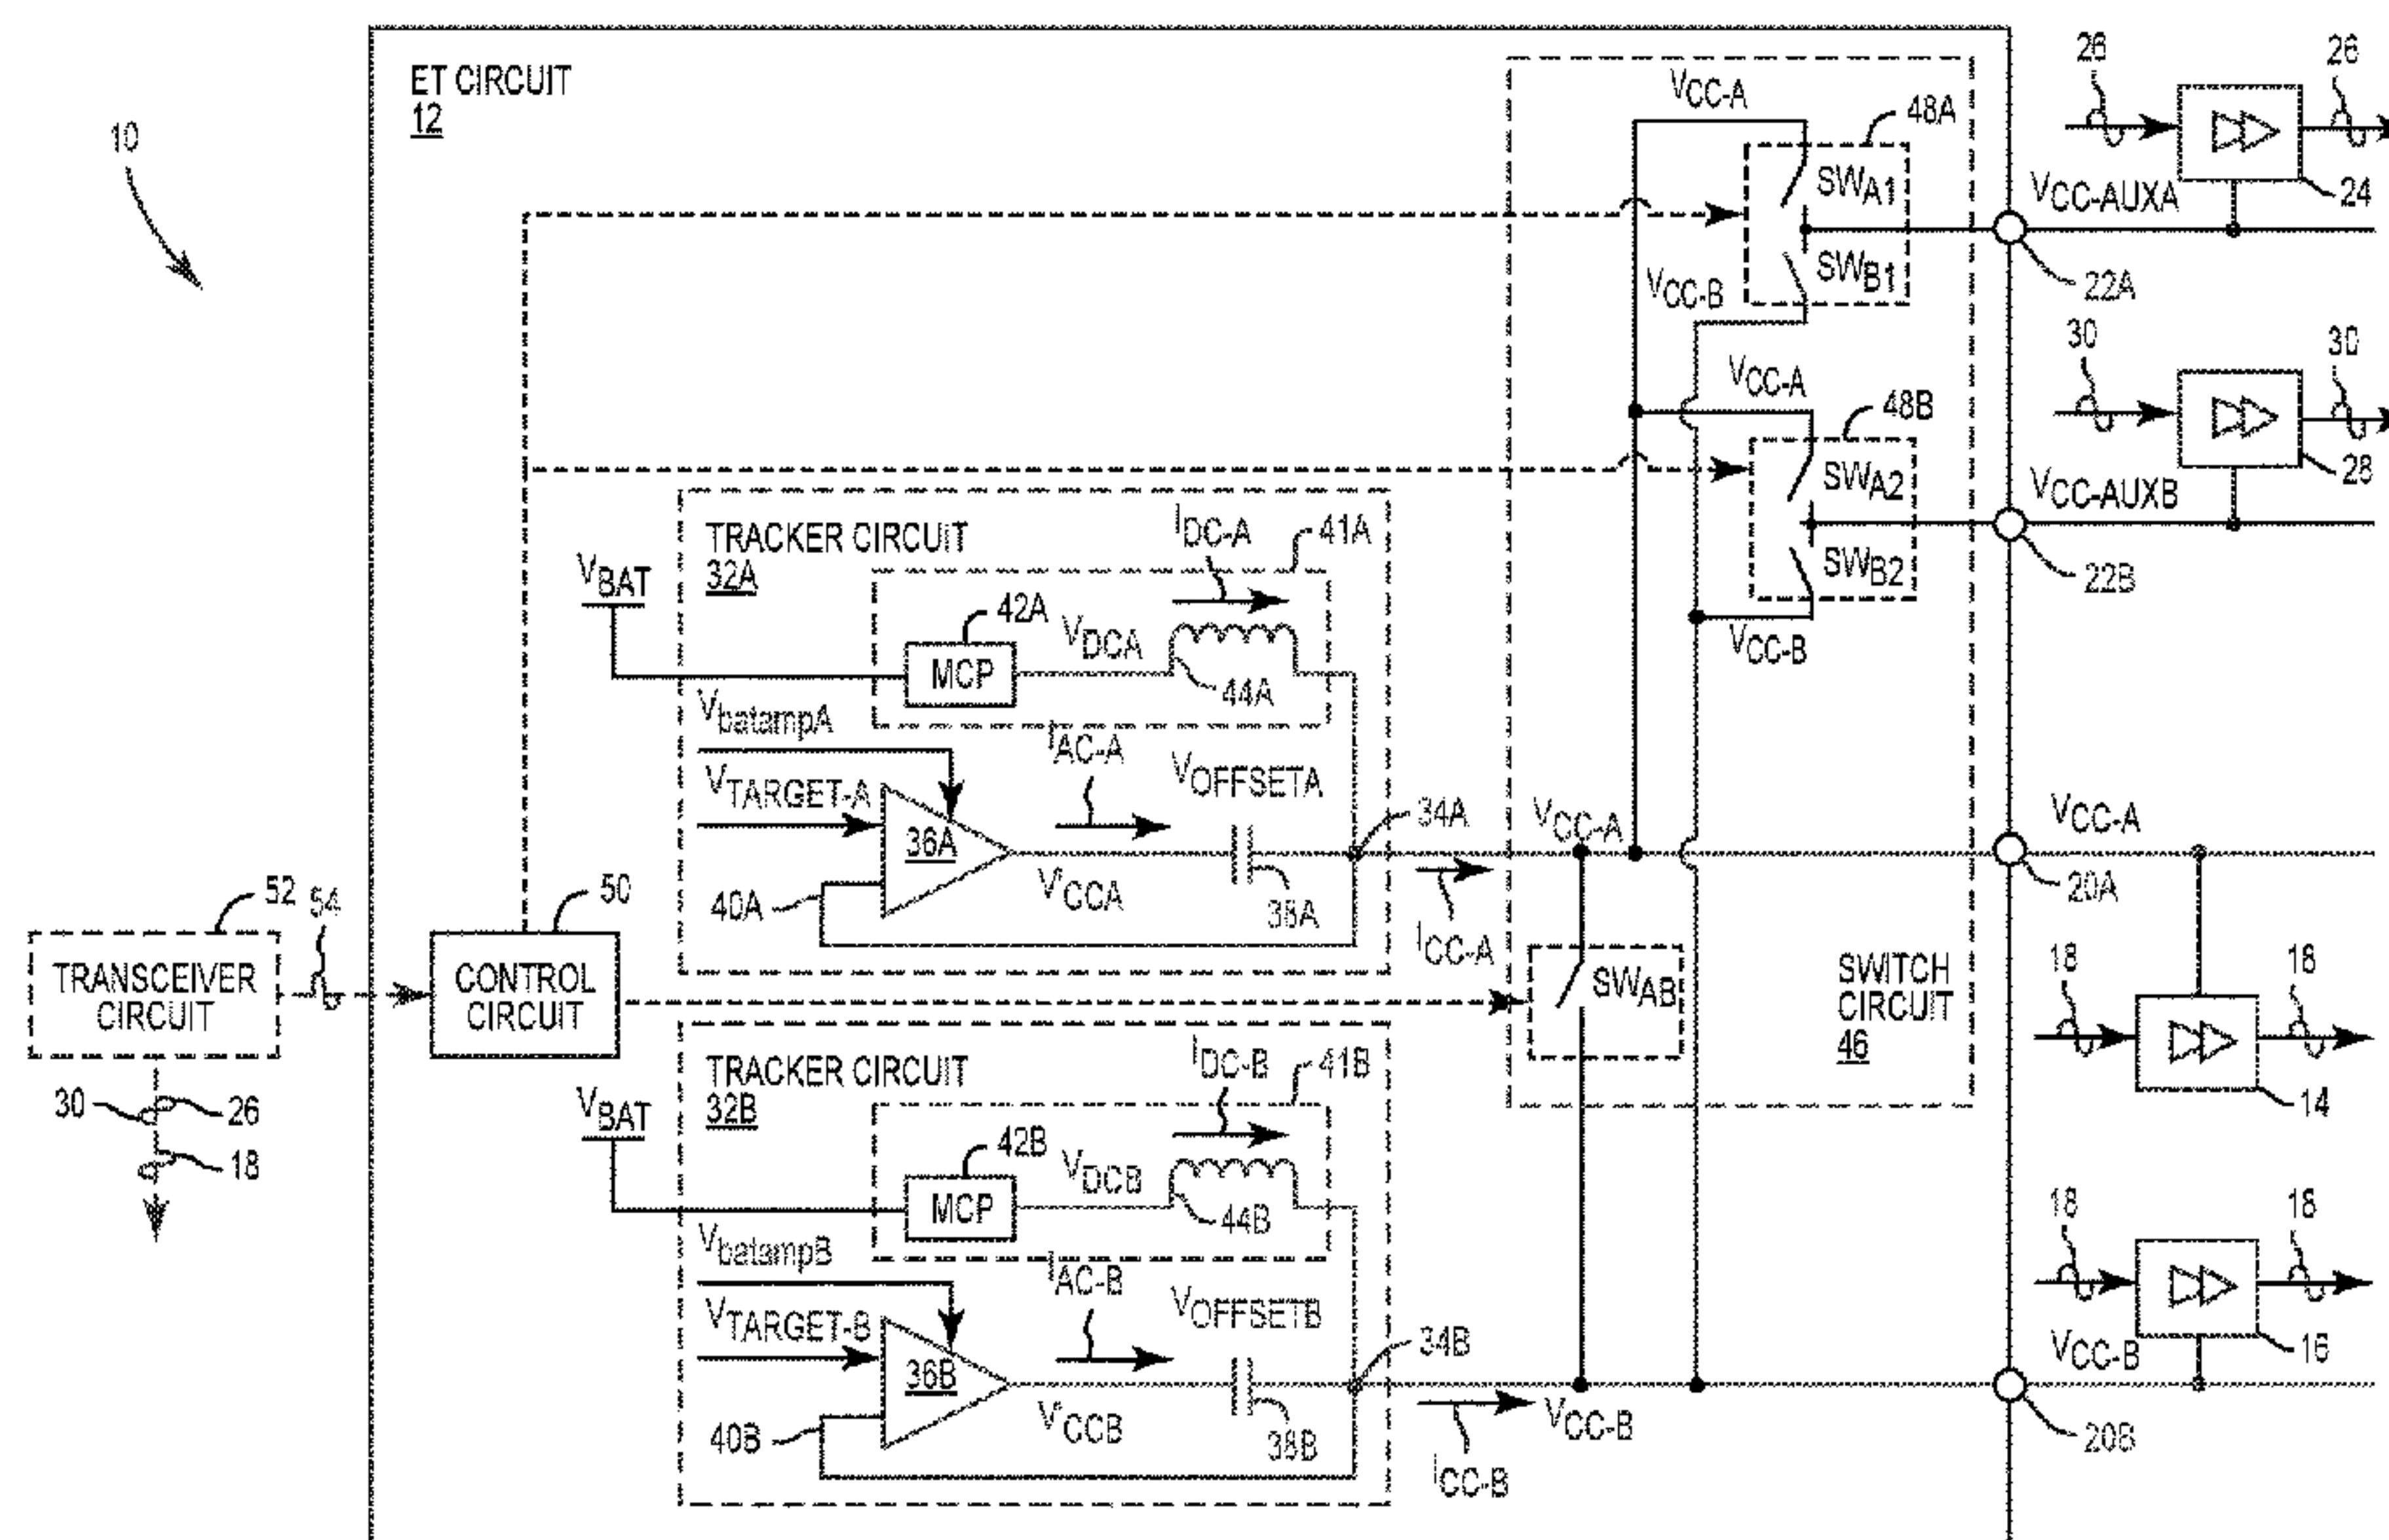 10
ET CIRCUIT
12
VCC-A
48A
SWA1
SWB1
VCC-B
VCC-AUXA
22A
26
26
24
VCC-A
48B
SWA2
SWB2
VCC-B
VCC-AUXB
22B
30
30
28
TRACKER CIRCUIT
32A
VBAT
IDC-A
41A
42A
MCP
VDCA
44A
VbatampA
IAC-A
VTARGET-A
VOFFSETA
36A
40A
V'CCA
38A
34A
ICC-A
VCC-A
SWAB
SWITCH
CIRCUIT
46
VCC-A
20A
18
18
14
52
54
50
TRANSCEIVER
CIRCUIT
CONTROL
CIRCUIT
30
26
18
TRACKER CIRCUIT
32B
VBAT
IDC-B
41B
42B
MCP
VDCB
44B
VbatampB
IAC-B
VTARGET-B
VOFFSETB
36B
40B
V'CCB
38B
34B
ICC-B
VCC-B
18
18
16
VCC-B
20B